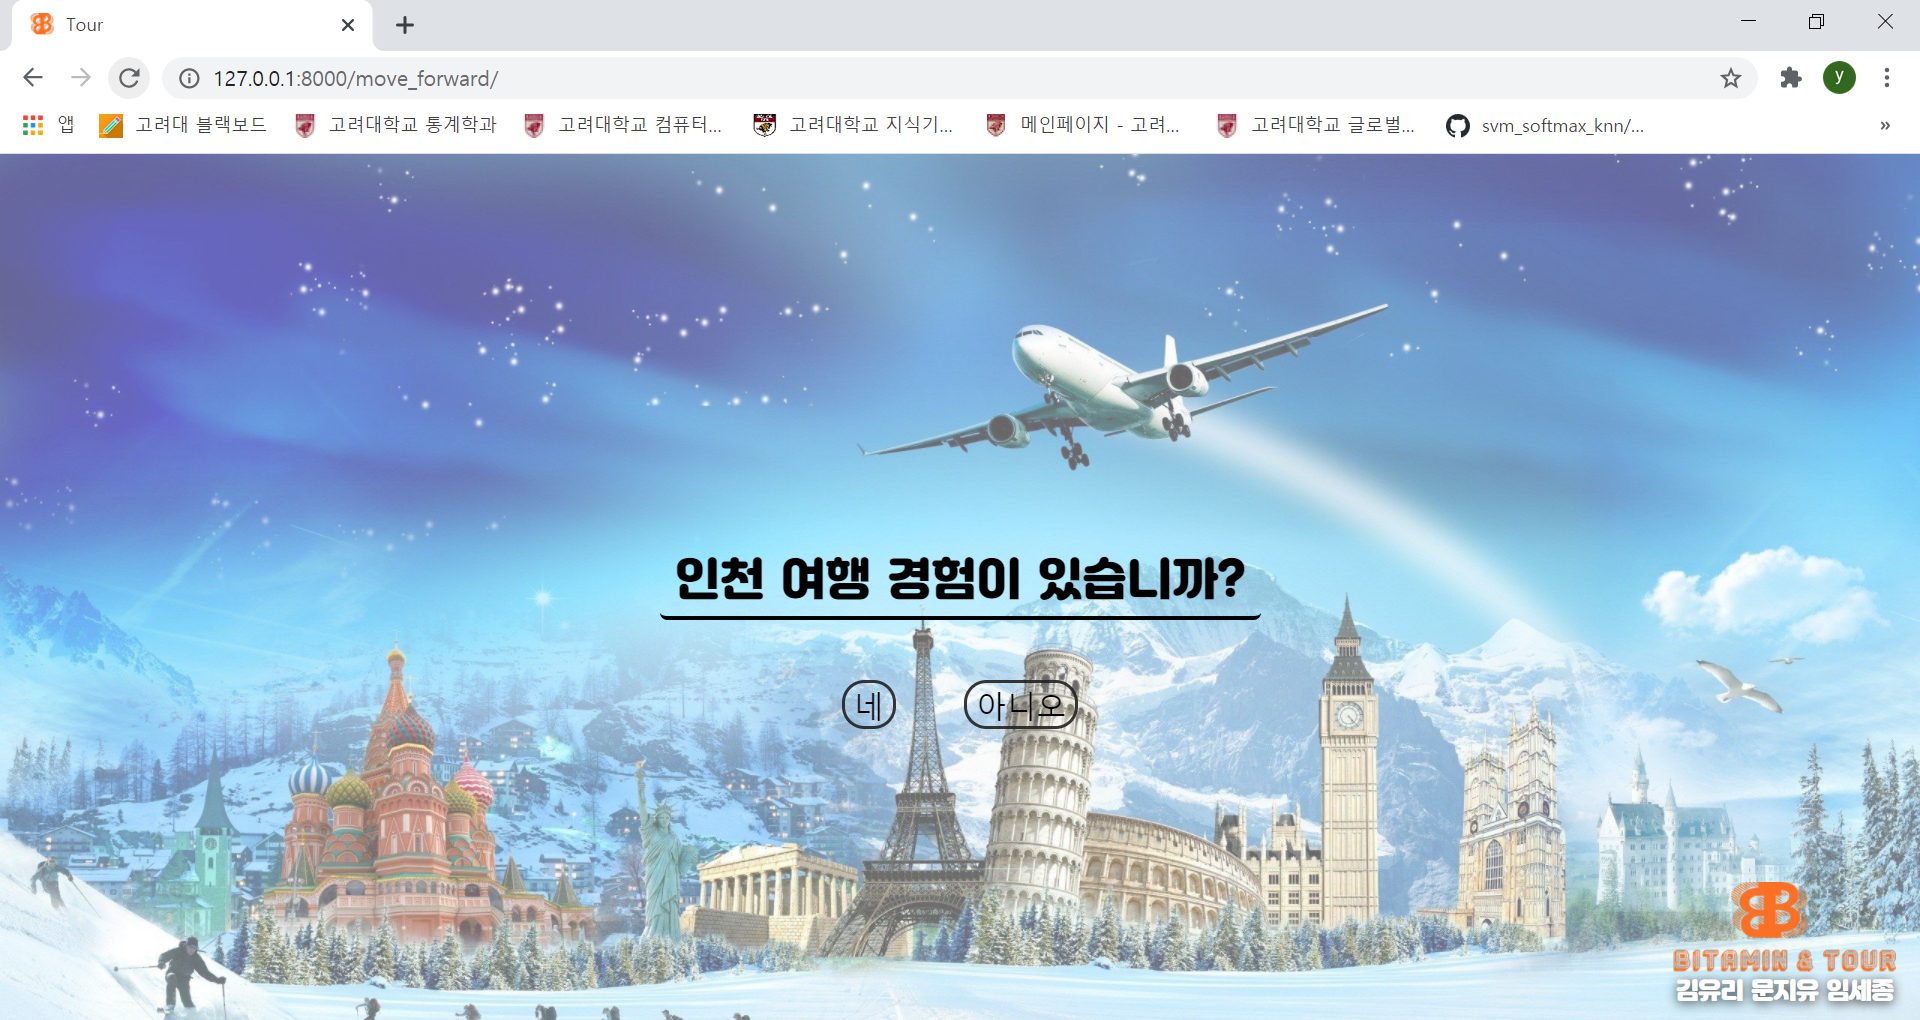 Tour
127.0.0.1:8000/move_forward/
y
앱 고려대 블랙보드 고려대학교 통계학과 고려대학교 컴퓨터... 고려대학교 지식기... 메인페이지 - 고려... 고려대학교 글로벌... svm_softmax_knn/... »
인천 여행 경험이 있습니까?
네 아니오
BITAMIN & TOUR
김유리 문지유 임세종